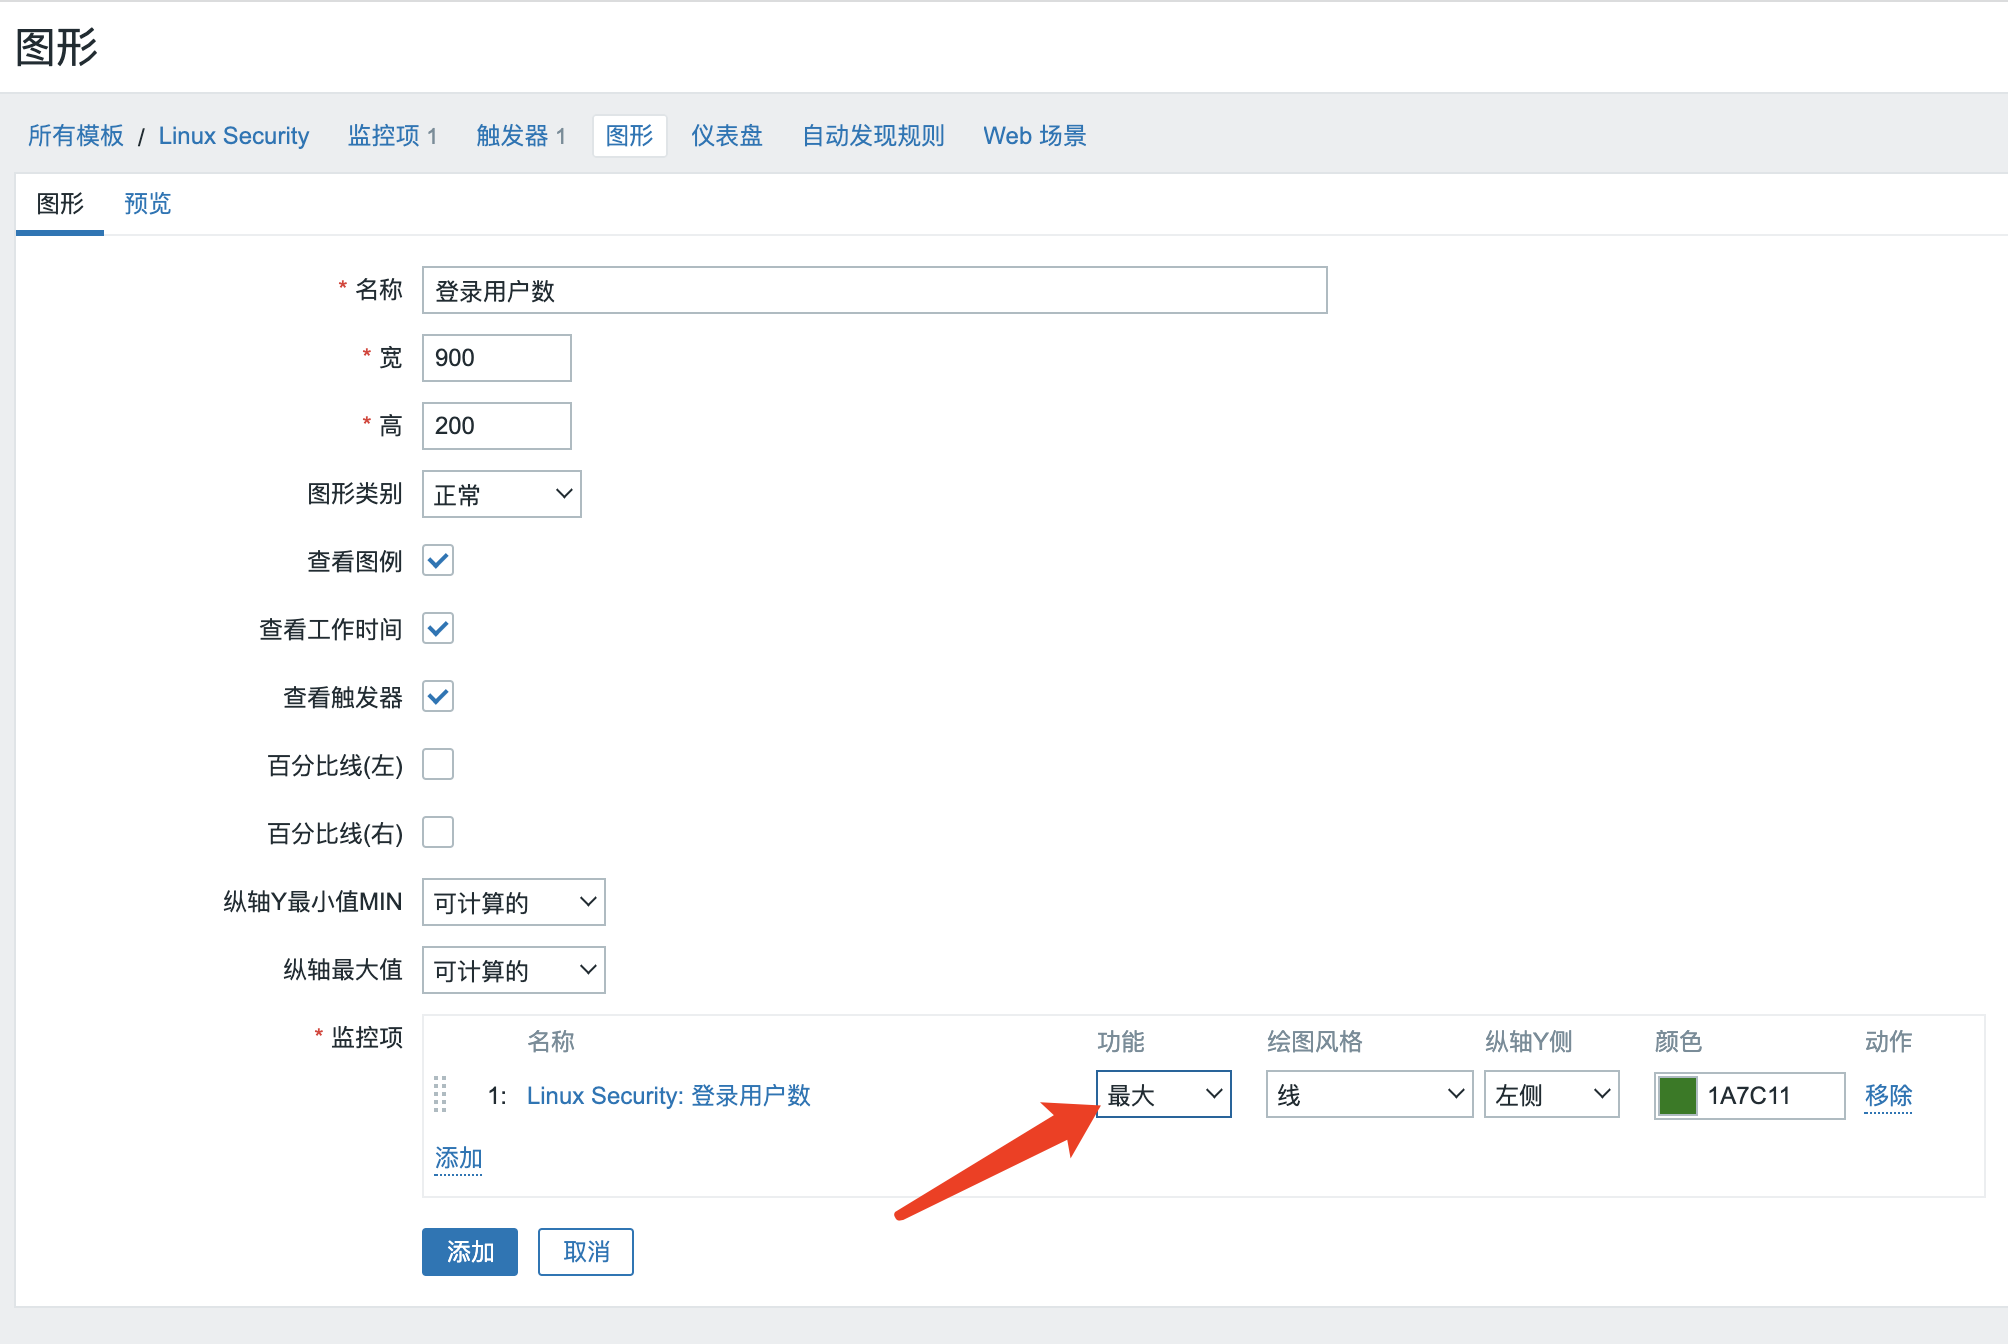 图形
所有模板 / Linux Security 监控项 1 触发器 1 图形 仪表盘 自动发现规则 Web 场景
图形 预览
* 名称 登录用户数
* 宽 900
* 高 200
图形类别 正常
查看图例
查看工作时间
查看触发器
百分比线(左)
百分比线(右)
纵轴Y最小值MIN 可计算的
纵轴最大值 可计算的
* 监控项 名称 功能 绘图风格 纵轴Y侧 颜色 动作
1: Linux Security: 登录用户数 最大 线 左侧 1A7C11 移除
添加
添加 取消